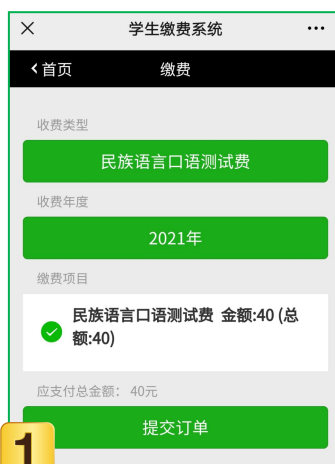 学生缴费系统
首页 缴费
收费类型
民族语言口语测试费
收费年度
2021年
缴费项目
民族语言口语测试费 金额:40 (总
额:40)
应支付总金额: 40元
提交订单
1